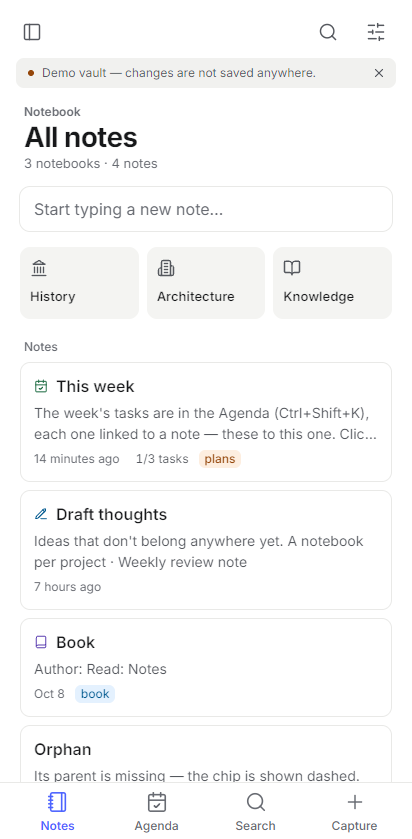 Demo vault — changes are not saved anywhere.
Notebook
All notes
3 notebooks · 4 notes
Start typing a new note...
History
Architecture
Knowledge
Notes
This week
The week's tasks are in the Agenda (Ctrl+Shift+K),
each one linked to a note — these to this one. Clic...
14 minutes ago 1/3 tasks plans
Draft thoughts
Ideas that don't belong anywhere yet. A notebook
per project · Weekly review note
7 hours ago
Book
Author: Read: Notes
Oct 8 book
Orphan
Its parent is missing — the chip is shown dashed.
Notes Agenda Search Capture